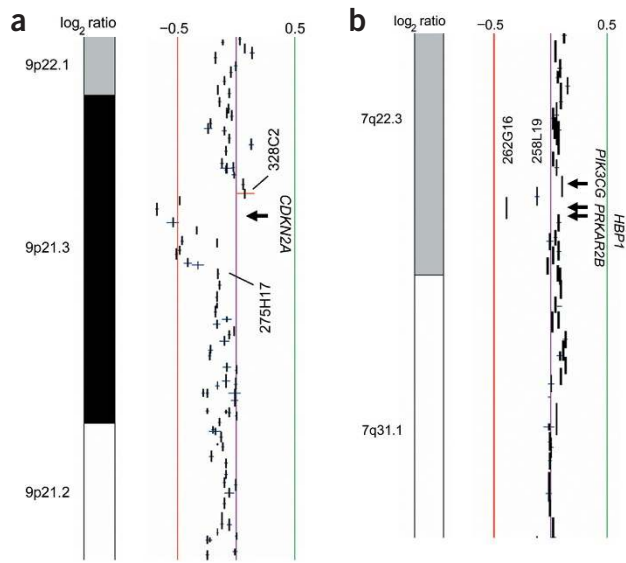 a
log2 ratio
−0.5
0.5
9p22.1
328C2
CDKN2A
9p21.3
275H17
9p21.2
b
log2 ratio
−0.5
0.5
7q22.3
262G16
258L19
PIK3CG
PRKAR2B
HBP1
7q31.1